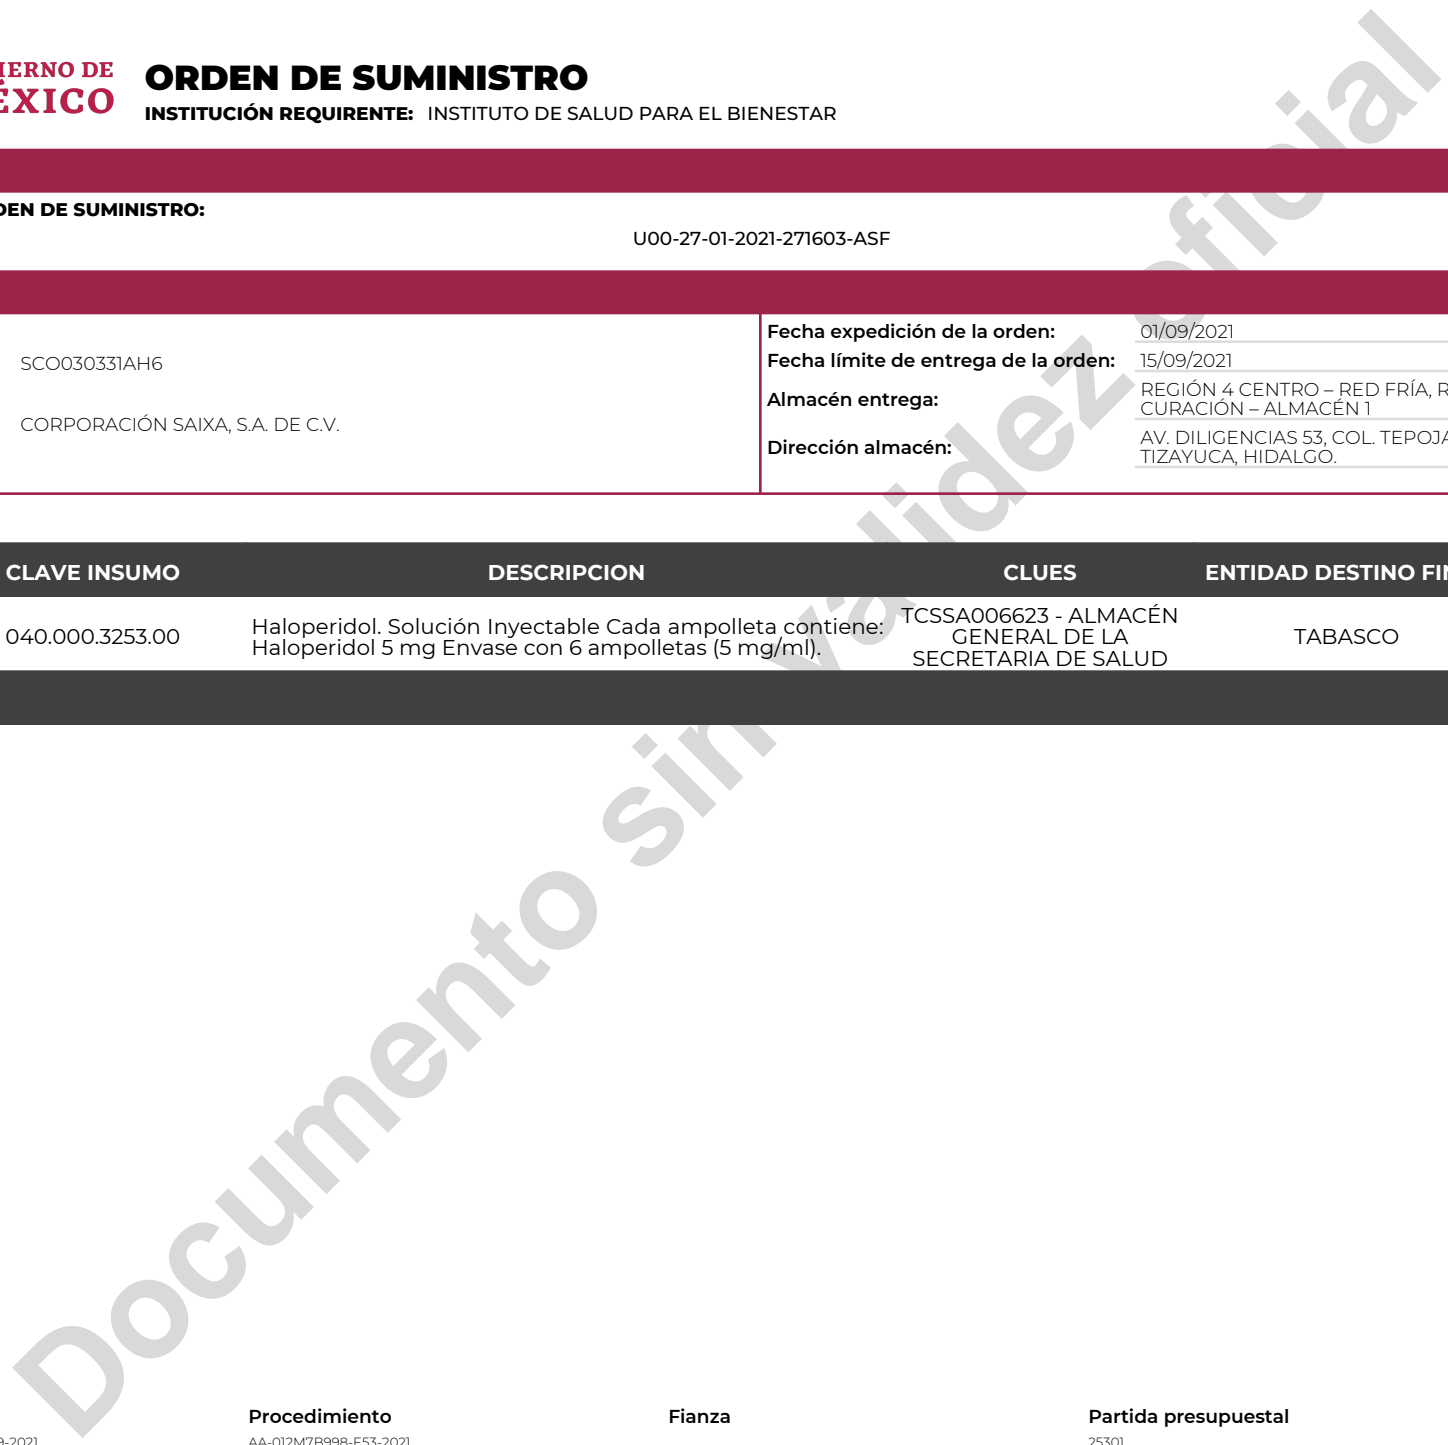 ORDEN DE SUMINISTRO
INSTITUCIÓN REQUIRENTE: INSTITUTO DE SALUD PARA EL BIENESTAR
DE
DE SUMINISTRO:
U00-27-01-2021-271603-ASF
SCO030331AH6
CORPORACIÓN SAIXA, S.A. DE C.V.
Fecha expedición de la orden: 01/09/2021
Fecha límite de entrega de la orden: 15/09/2021
Almacén entrega: REGIÓN 4 CENTRO – RED FRÍA,
CURACIÓN – ALMACÉN 1
Dirección almacén: AV. DILIGENCIAS 53, COL.
TIZAYUCA, HIDALGO.
CLAVE INSUMO DESCRIPCION CLUES ENTIDAD DESTINO
040.000.3253.00
Haloperidol. Solución Inyectable Cada ampolleta contiene:
Haloperidol 5 mg Envase con 6 ampolletas (5 mg/ml).
TCSSA006623 - ALMACÉN
GENERAL DE LA
SECRETARIA DE SALUD
TABASCO
Documento sin validez oficial
Procedimiento Fianza Partida presupuestal
AA-012M7B998-E53-2021 25301